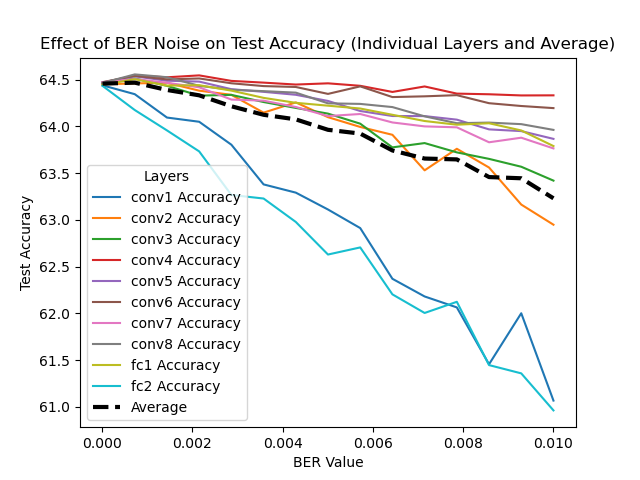 Effect of BER Noise on Test Accuracy (Individual Layers and Average)
64.5
64.0
63.5
63.0
62.5
62.0
61.5
61.0
Test Accuracy
Layers
conv1 Accuracy
conv2 Accuracy
conv3 Accuracy
conv4 Accuracy
conv5 Accuracy
conv6 Accuracy
conv7 Accuracy
conv8 Accuracy
fc1 Accuracy
fc2 Accuracy
Average
0.000 0.002 0.004 0.006 0.008 0.010
BER Value